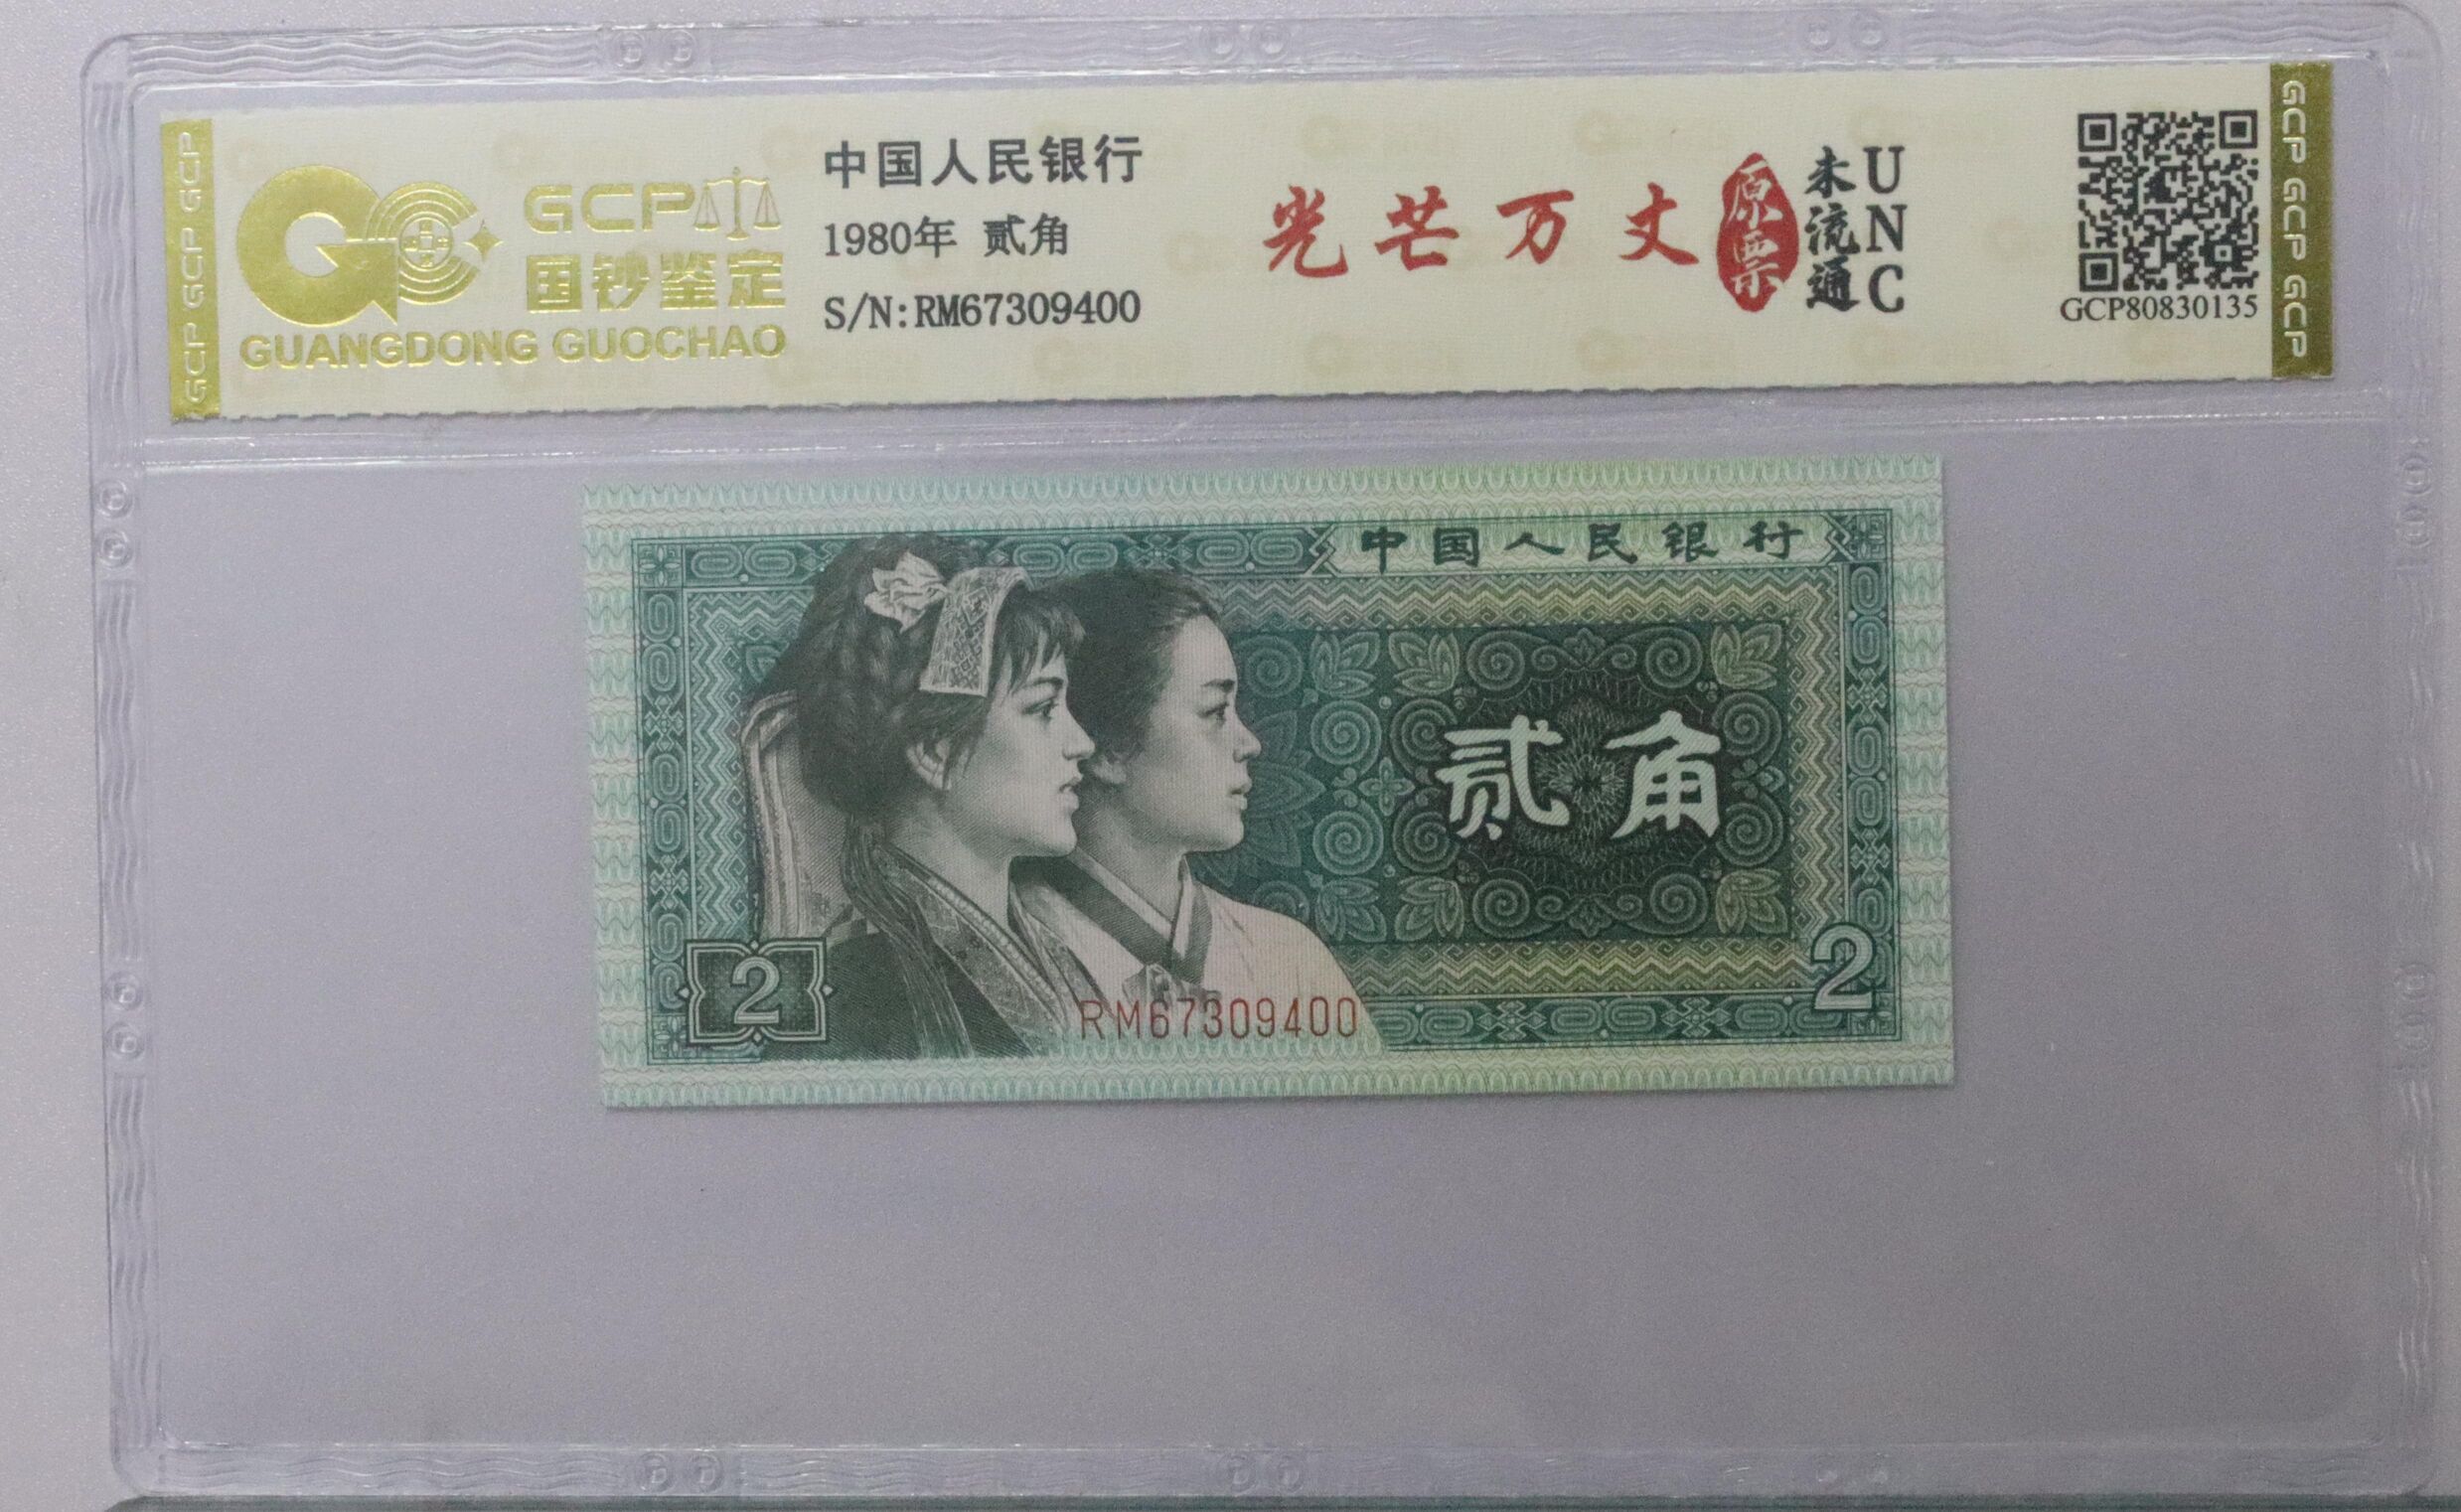 GCP GCP GCP
GCP
国钞鉴定
GUANGDONG GUOCHAO
中国人民银行
1980年 贰角
S/N:RM67309400
光芒万丈
原票
未流通
UNC
GCP80830135
GCP GCP GCP
中国人民银行
贰角
2
2
RM67309400